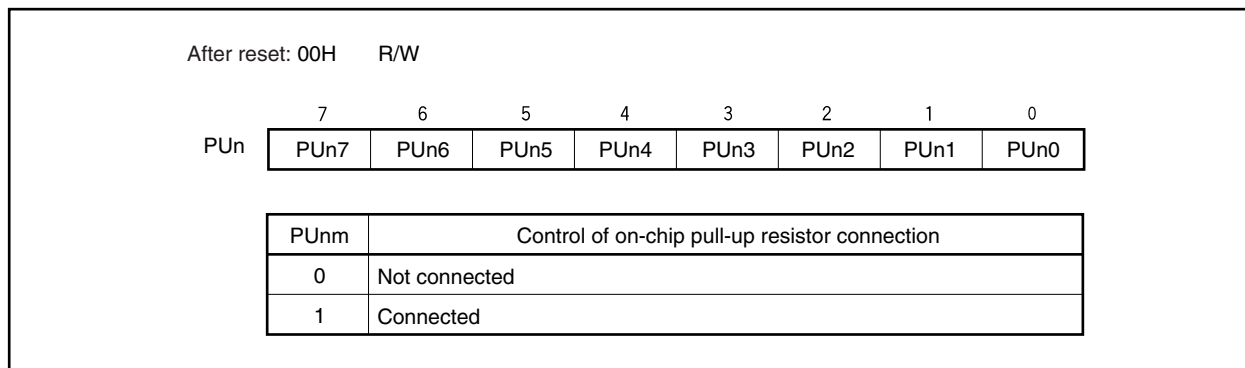 After reset: 00H R/W
7 6 5 4 3 2 1 0
PUn PUn7 PUn6 PUn5 PUn4 PUn3 PUn2 PUn1 PUn0
PUnm Control of on-chip pull-up resistor connection
0 Not connected
1 Connected